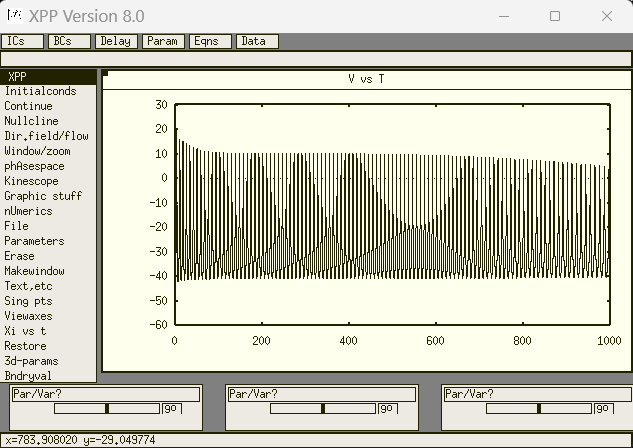 XPP Version 8.0
ICs BCs Delay Param Eqns Data
XPP
V vs T
Initialconds
Continue
Nullcline
Dir.field/flow
Window/zoom
phAsespace
Kinescope
Graphic stuff
nUmerics
File
Parameters
Erase
Makewindow
Text,etc
Sing pts
Viewaxes
Xi vs t
Restore
3d-params
Bndryval
30
20
10
0
-10
-20
-30
-40
-50
-60
0 200 400 600 800 1000
Par/Var? Par/Var? Par/Var?
x=783.908020 y=-29.049774